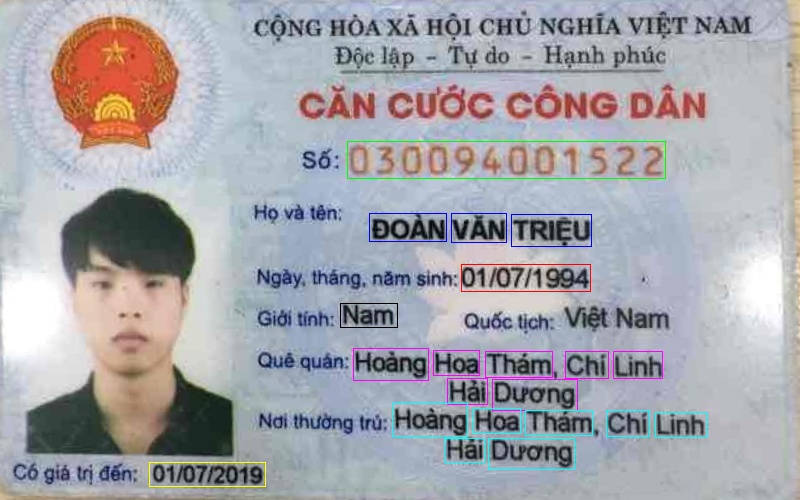 CỘNG HÒA XÃ HỘI CHỦ NGHĨA VIỆT NAM
Độc lập – Tự do – Hạnh phúc
CĂN CƯỚC CÔNG DÂN
Số: 030094001522
Họ và tên: ĐOÀN VĂN TRIỆU
Ngày, tháng, năm sinh: 01/07/1994
Giới tính: Nam Quốc tịch: Việt Nam
Quê quán: Hoàng Hoa Thám, Chí Linh
Hải Dương
Nơi thường trú: Hoàng Hoa Thám, Chí Linh
Hải Dương
Có giá trị đến: 01/07/2019